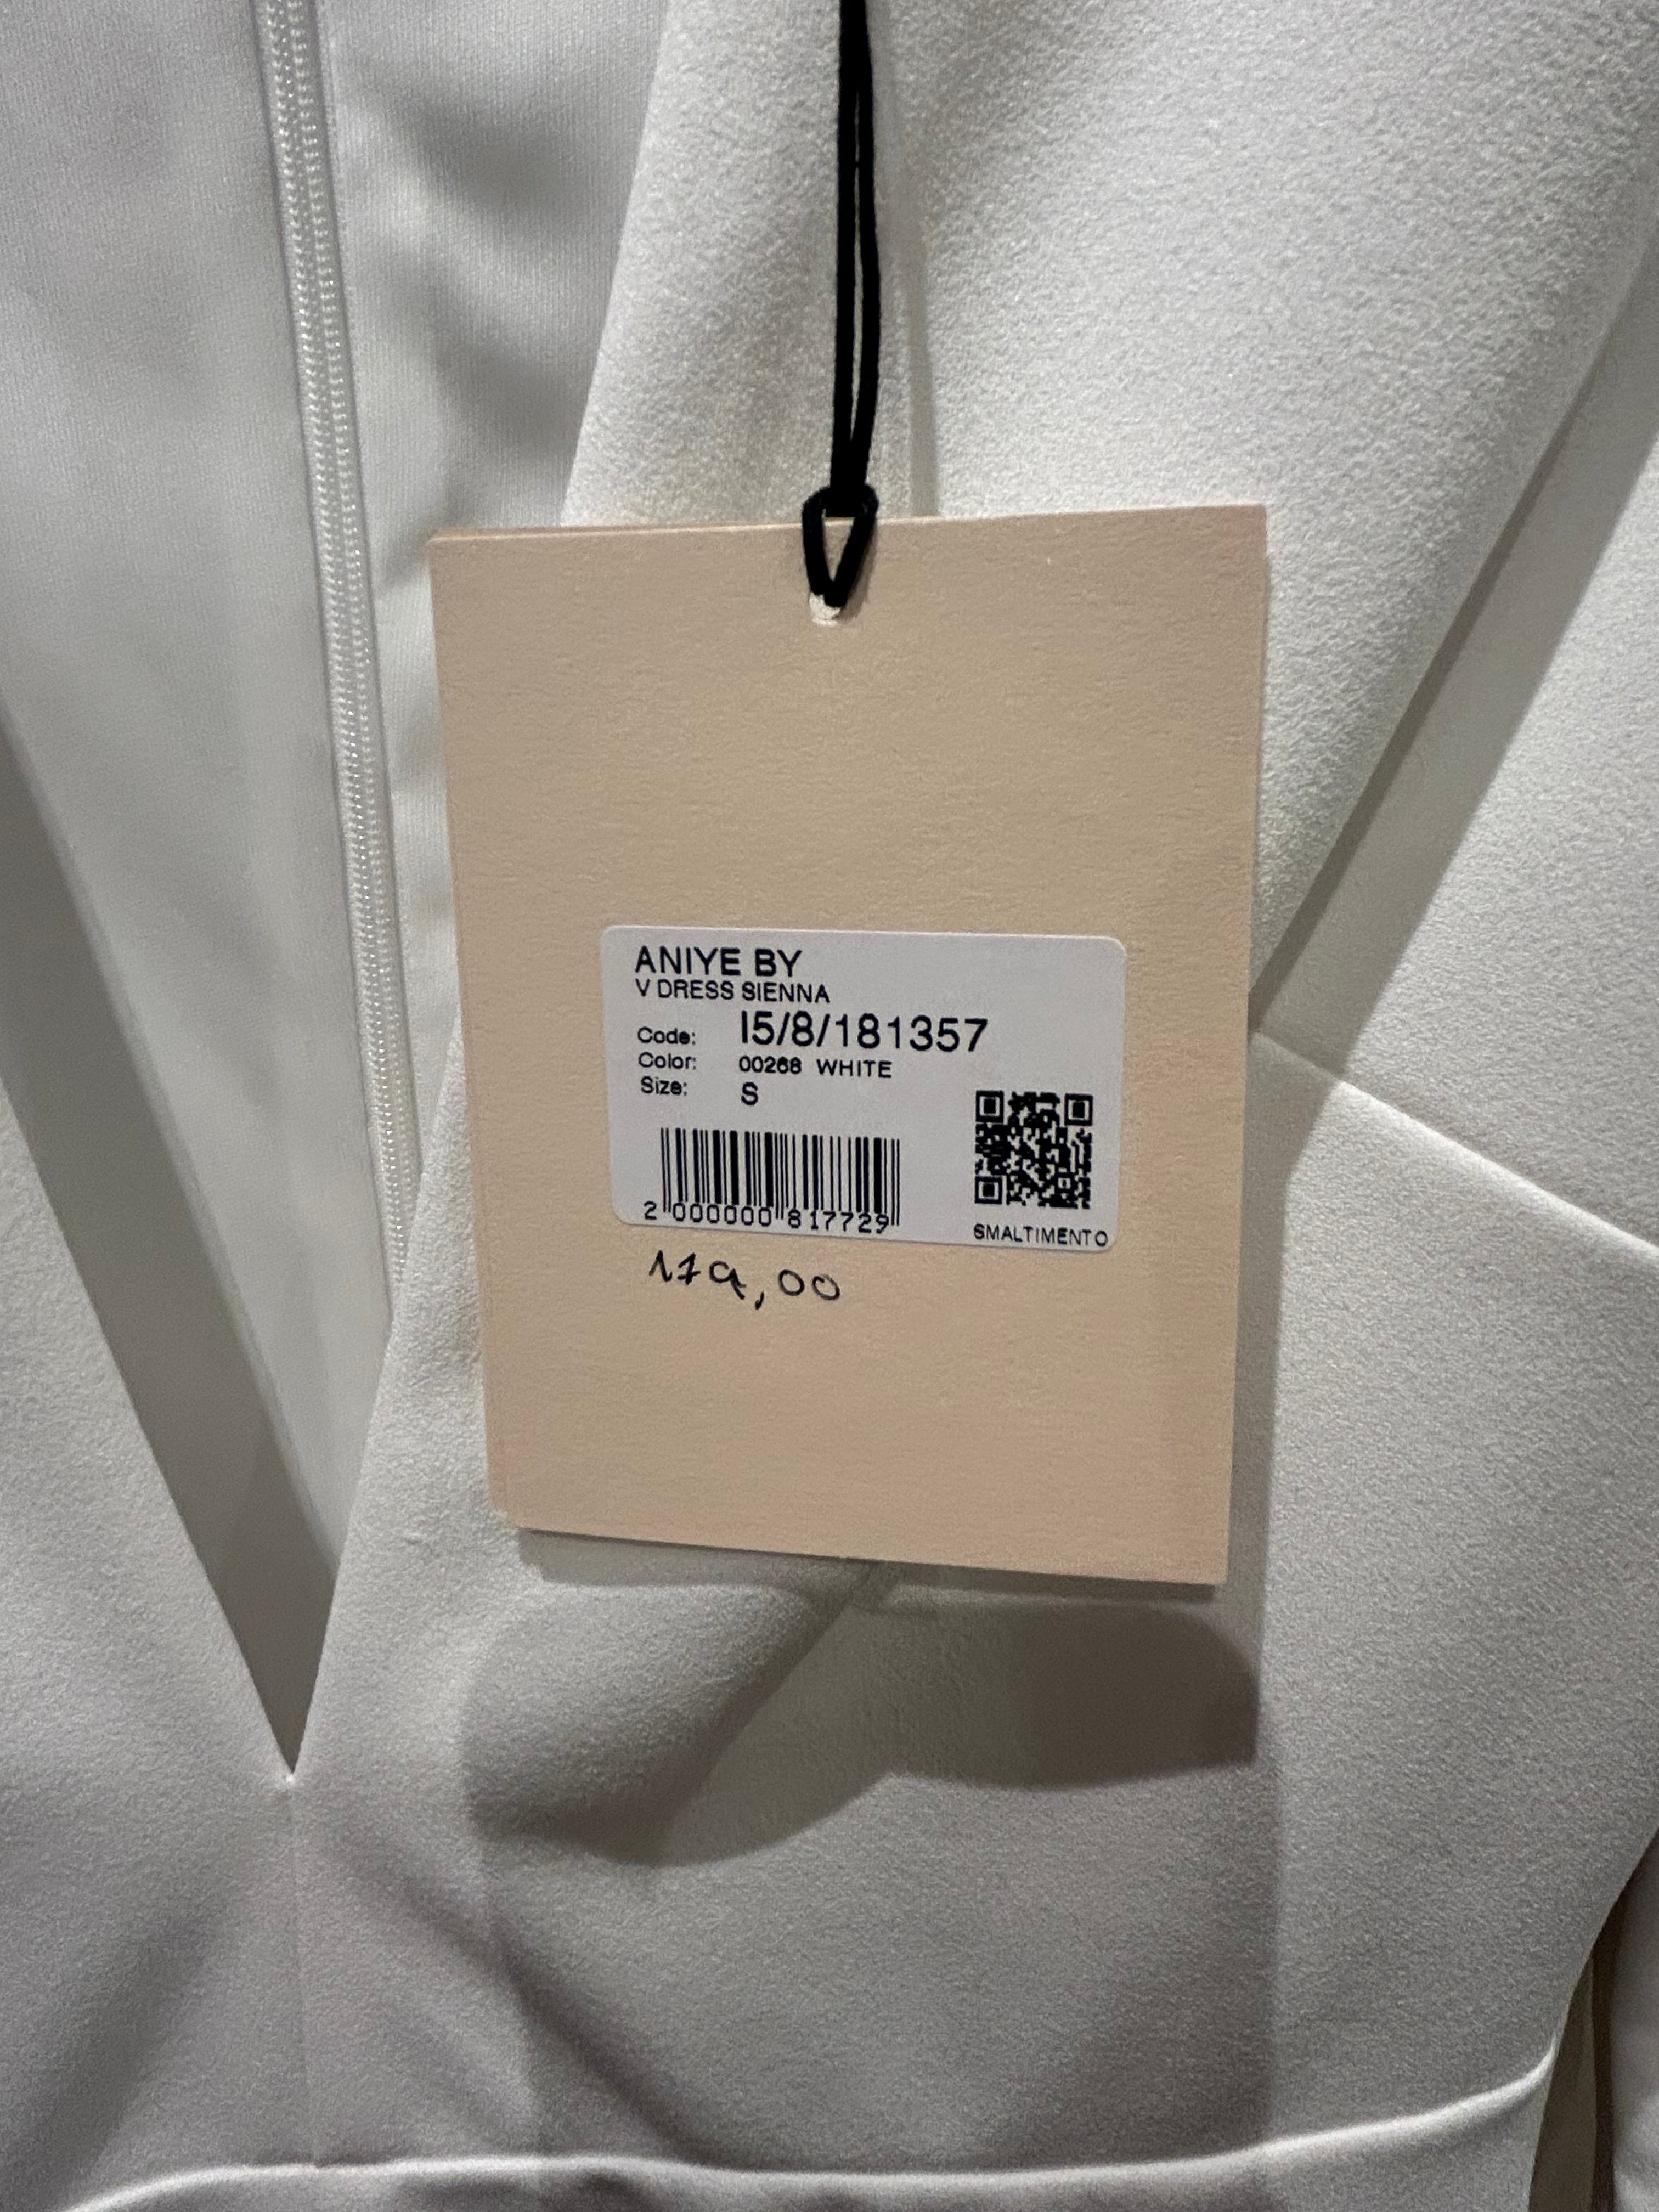 ANIYE BY
V DRESS SIENNA
Code: I5/8/181357
Color: 00268 WHITE
Size: S
2 000000 817729
SMALTIMENTO
179,00